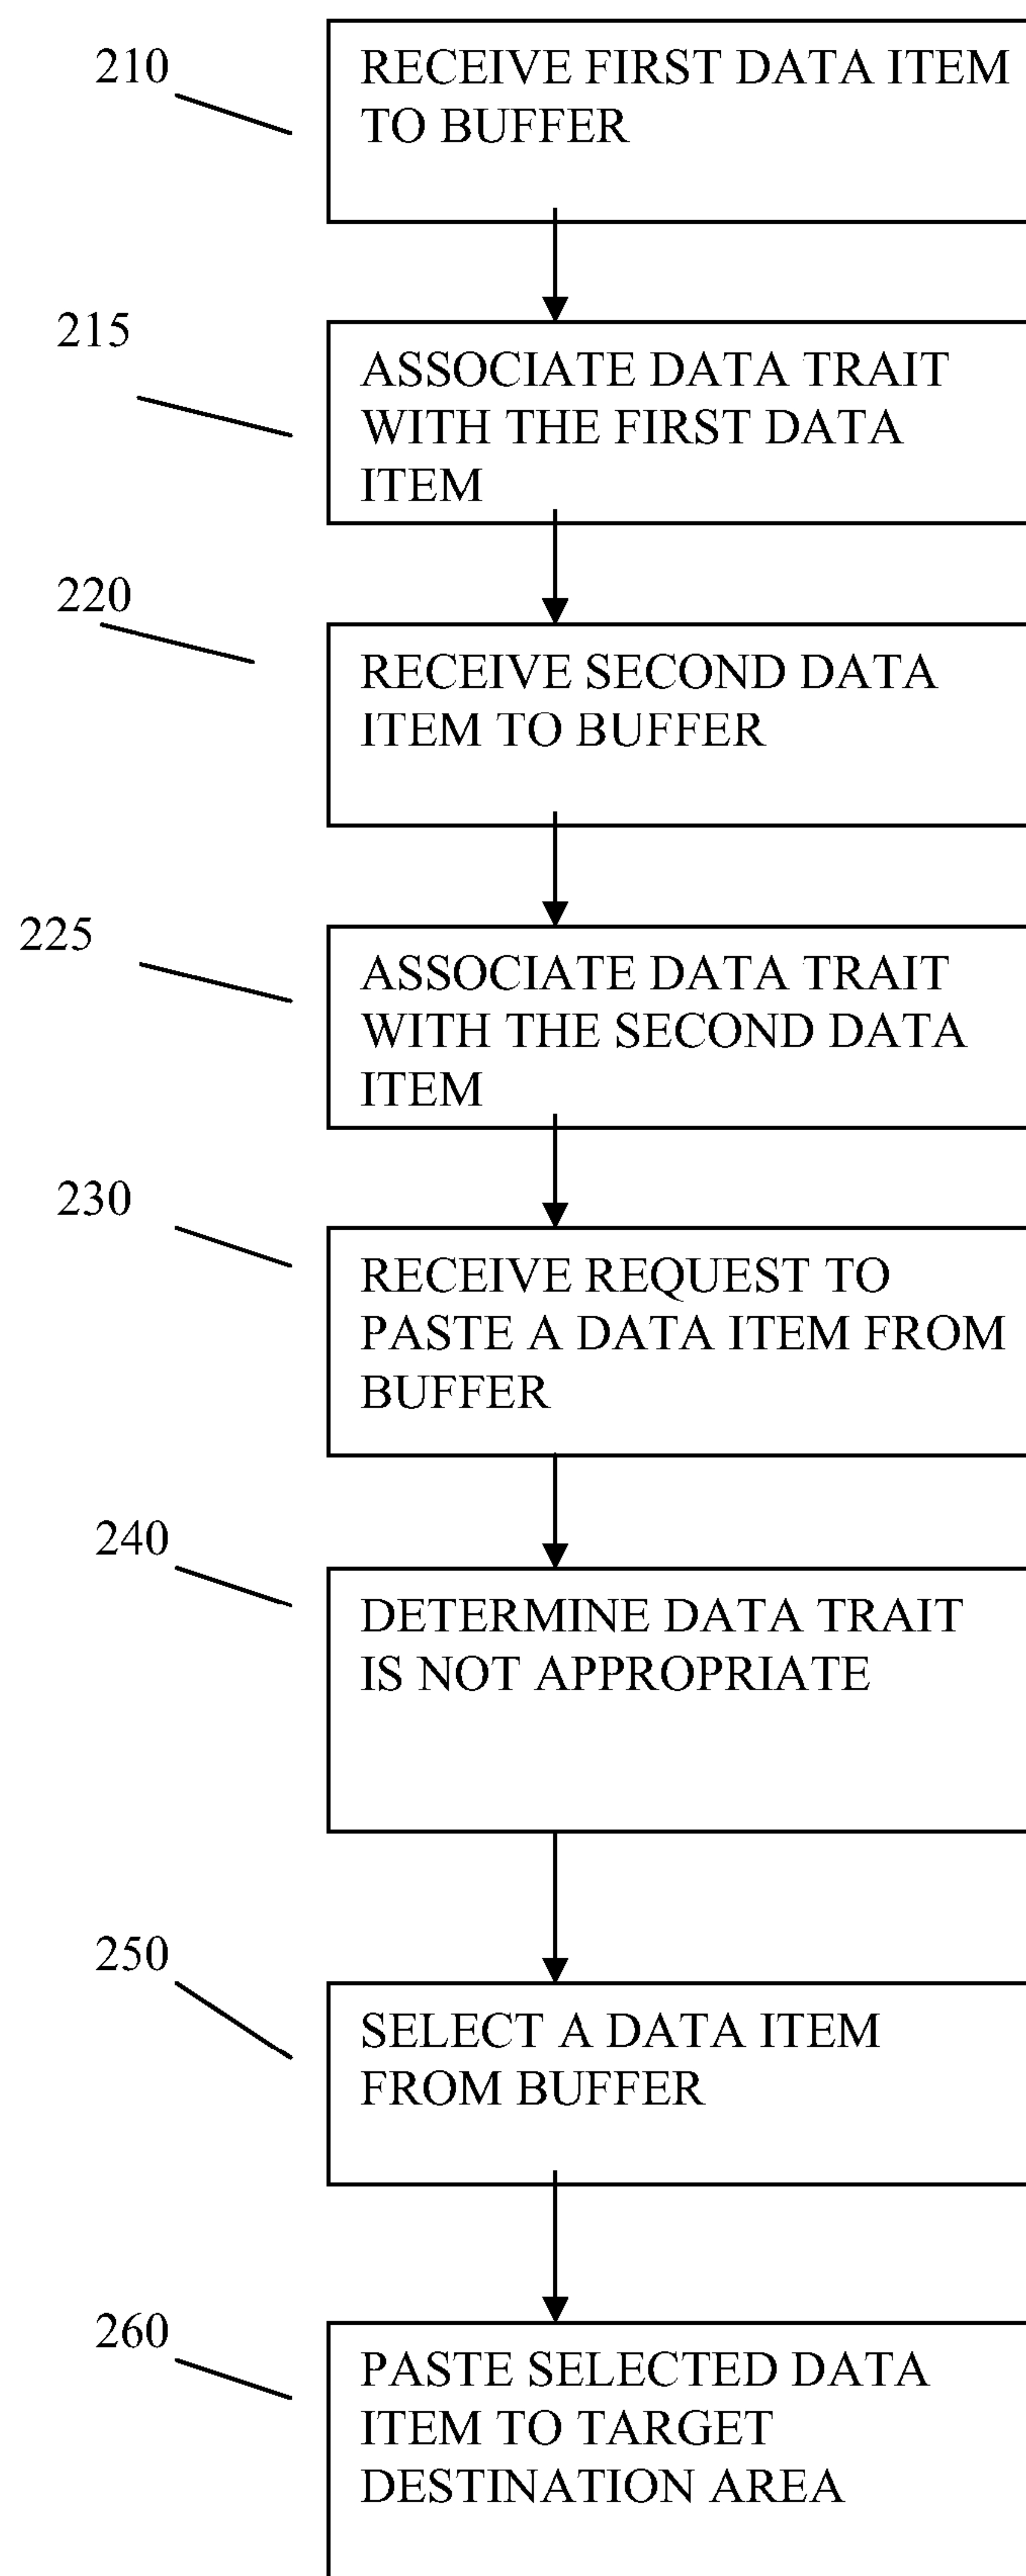 210
RECEIVE FIRST DATA ITEM
TO BUFFER
215
ASSOCIATE DATA TRAIT
WITH THE FIRST DATA
ITEM
220
RECEIVE SECOND DATA
ITEM TO BUFFER
225
ASSOCIATE DATA TRAIT
WITH THE SECOND DATA
ITEM
230
RECEIVE REQUEST TO
PASTE A DATA ITEM FROM
BUFFER
240
DETERMINE DATA TRAIT
IS NOT APPROPRIATE
250
SELECT A DATA ITEM
FROM BUFFER
260
PASTE SELECTED DATA
ITEM TO TARGET
DESTINATION AREA